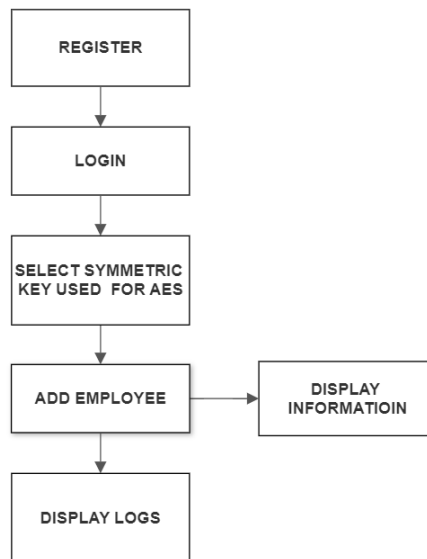 REGISTER
LOGIN
SELECT SYMMETRIC
KEY USED FOR AES
ADD EMPLOYEE
DISPLAY
INFORMATIOIN
DISPLAY LOGS